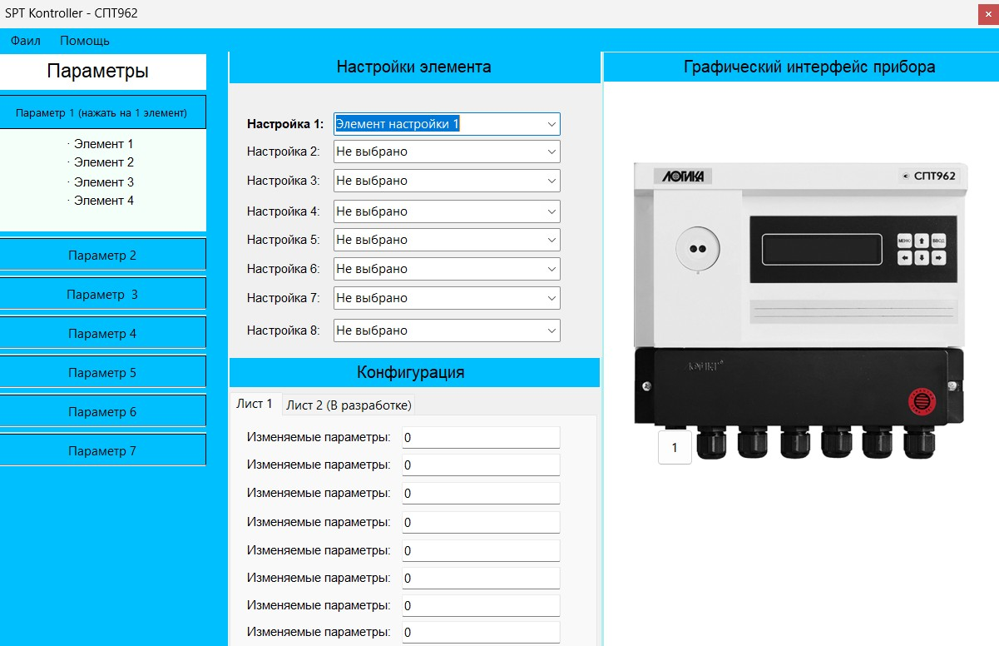 SPT Kontroller - СПТ962
Фаил Помощь
Параметры
Параметр 1 (нажать на 1 элемент)
· Элемент 1
· Элемент 2
· Элемент 3
· Элемент 4
Параметр 2
Параметр 3
Параметр 4
Параметр 5
Параметр 6
Параметр 7
Настройки элемента
Настройка 1: Элемент настройки 1
Настройка 2: Не выбрано
Настройка 3: Не выбрано
Настройка 4: Не выбрано
Настройка 5: Не выбрано
Настройка 6: Не выбрано
Настройка 7: Не выбрано
Настройка 8: Не выбрано
Конфигурация
Лист 1 Лист 2 (В разработке)
Изменяемые параметры: 0
Изменяемые параметры: 0
Изменяемые параметры: 0
Изменяемые параметры: 0
Изменяемые параметры: 0
Изменяемые параметры: 0
Изменяемые параметры: 0
Изменяемые параметры: 0
Графический интерфейс прибора
ЛОГИКА СПТ962
МЕНЮ ВВОД
1